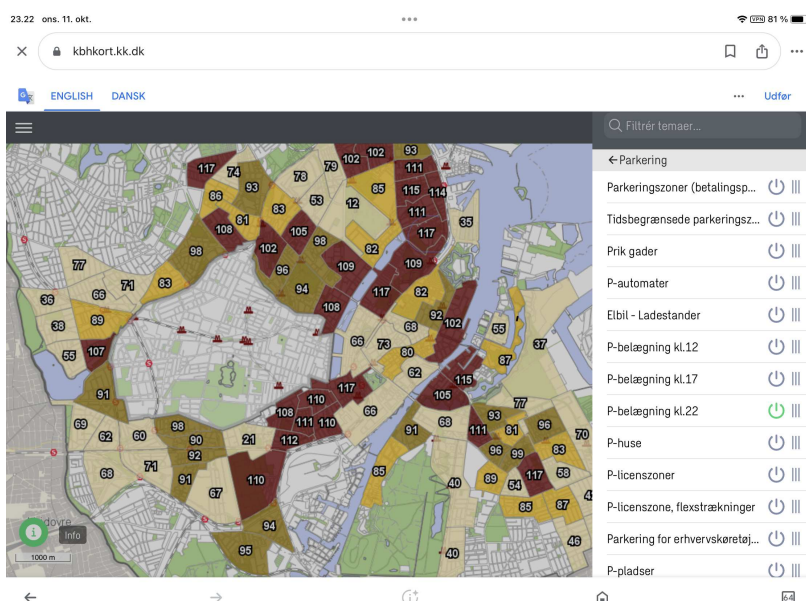 23.22 ons. 11. okt.
VPN 81 %
kbhkort.kk.dk
ENGLISH DANSK
Udfør
Filtrér temaer...
Parkering
Parkeringszoner (betalingsp...
Tidsbegrænsede parkeringsz...
Prik gader
P-automater
Elbil - Ladestander
P-belægning kl.12
P-belægning kl.17
P-belægning kl.22
P-huse
P-licenszoner
P-licenszone, flexstrækninger
Parkering for erhvervskøretøj...
P-pladser
102 102 93
117 74 79 111
78
93 85 115 114
86 53 12
83 111 35
81
108 105 117
98 102 98 82
77 96 109 109
71 83 94
36 66 117 82
108 92
38 89 68 102 55
66 73 37
55 107 80
62 87
91 117 115
110 105
108 66 77
69 98 111 110 91 68 93
62 60 90 21 112 111 81 96 70
92 96 99
68 71 91 110 85 89 117 58 83
67 40 54
85 87
94 46
95 40
dovre
Info
1000 m
64